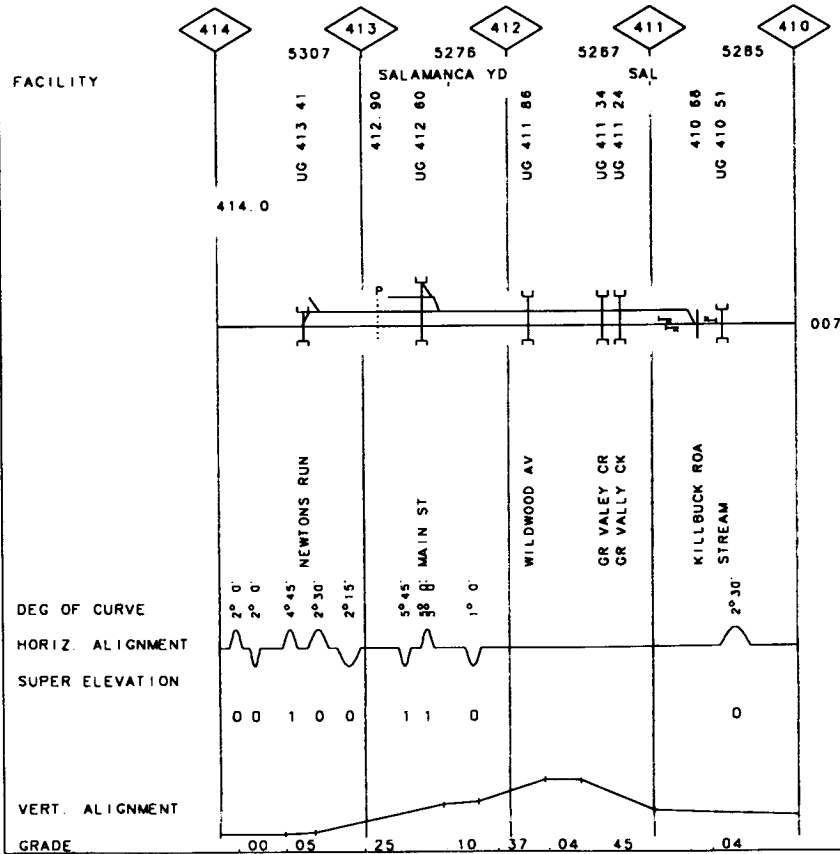 414 413 412 411 410
5307 5276 5267 5285
FACILITY
SALAMANCA YD SAL
UG 413 41
412.90
UG 412 60
UG 411 86
UG 411 34
UG 411 24
410 68
UG 410 51
414.0
P
007
NEWTONS RUN
MAIN ST
WILDWOOD AV
GR VALEY CR
GR VALLY CK
KILLBUCK ROA
STREAM
DEG OF CURVE 2° 0' 2° 0' 4° 45' 2° 30' 2° 15' 5° 45' 1° 0' 2° 30'
HORIZ. ALIGNMENT
SUPER ELEVATION
0 0 1 0 0 1 1 0 0
VERT. ALIGNMENT
GRADE .00 .05 .25 .10 .37 .04 .45 .04